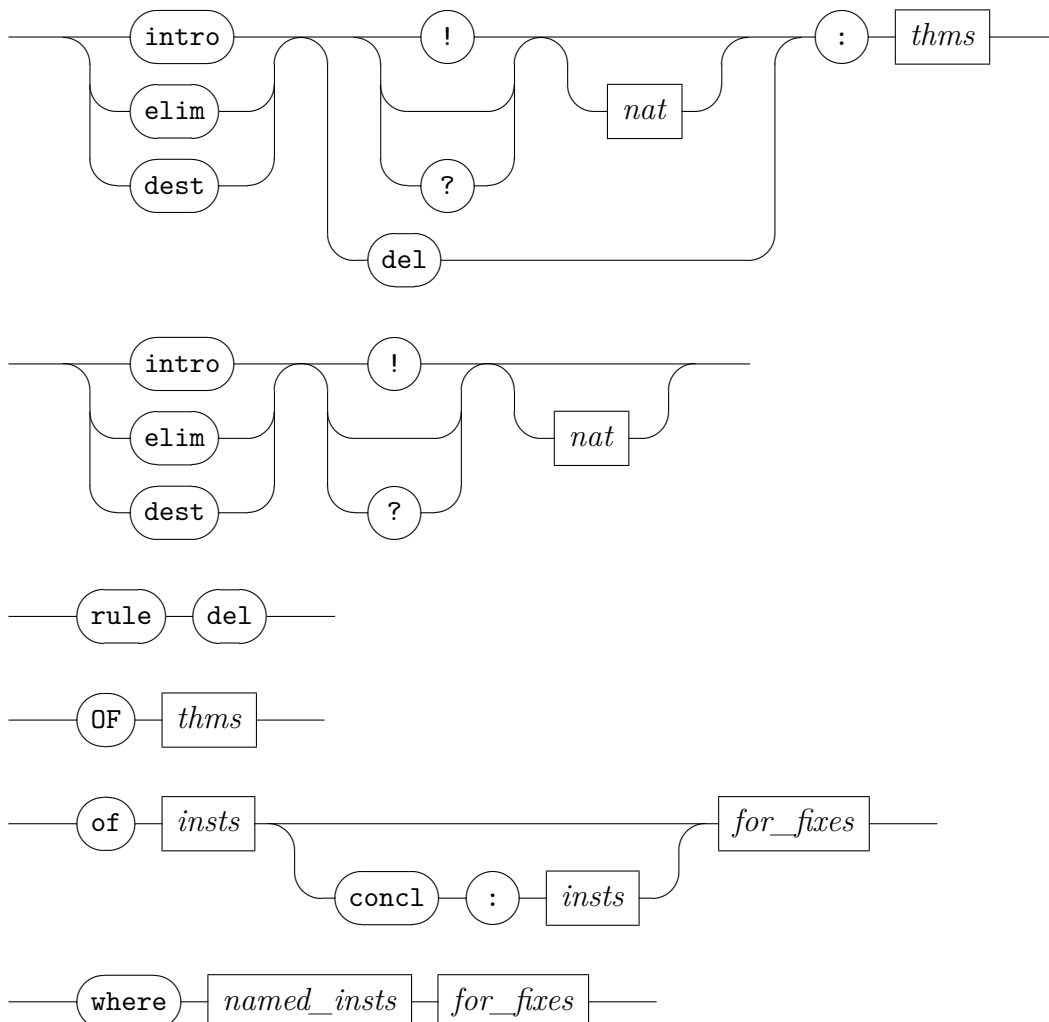 intro ! : thms
elim nat
dest ?
del
intro !
elim nat
dest ?
rule del
OF thms
of insts for_fixes
concl : insts
where named_insts for_fixes